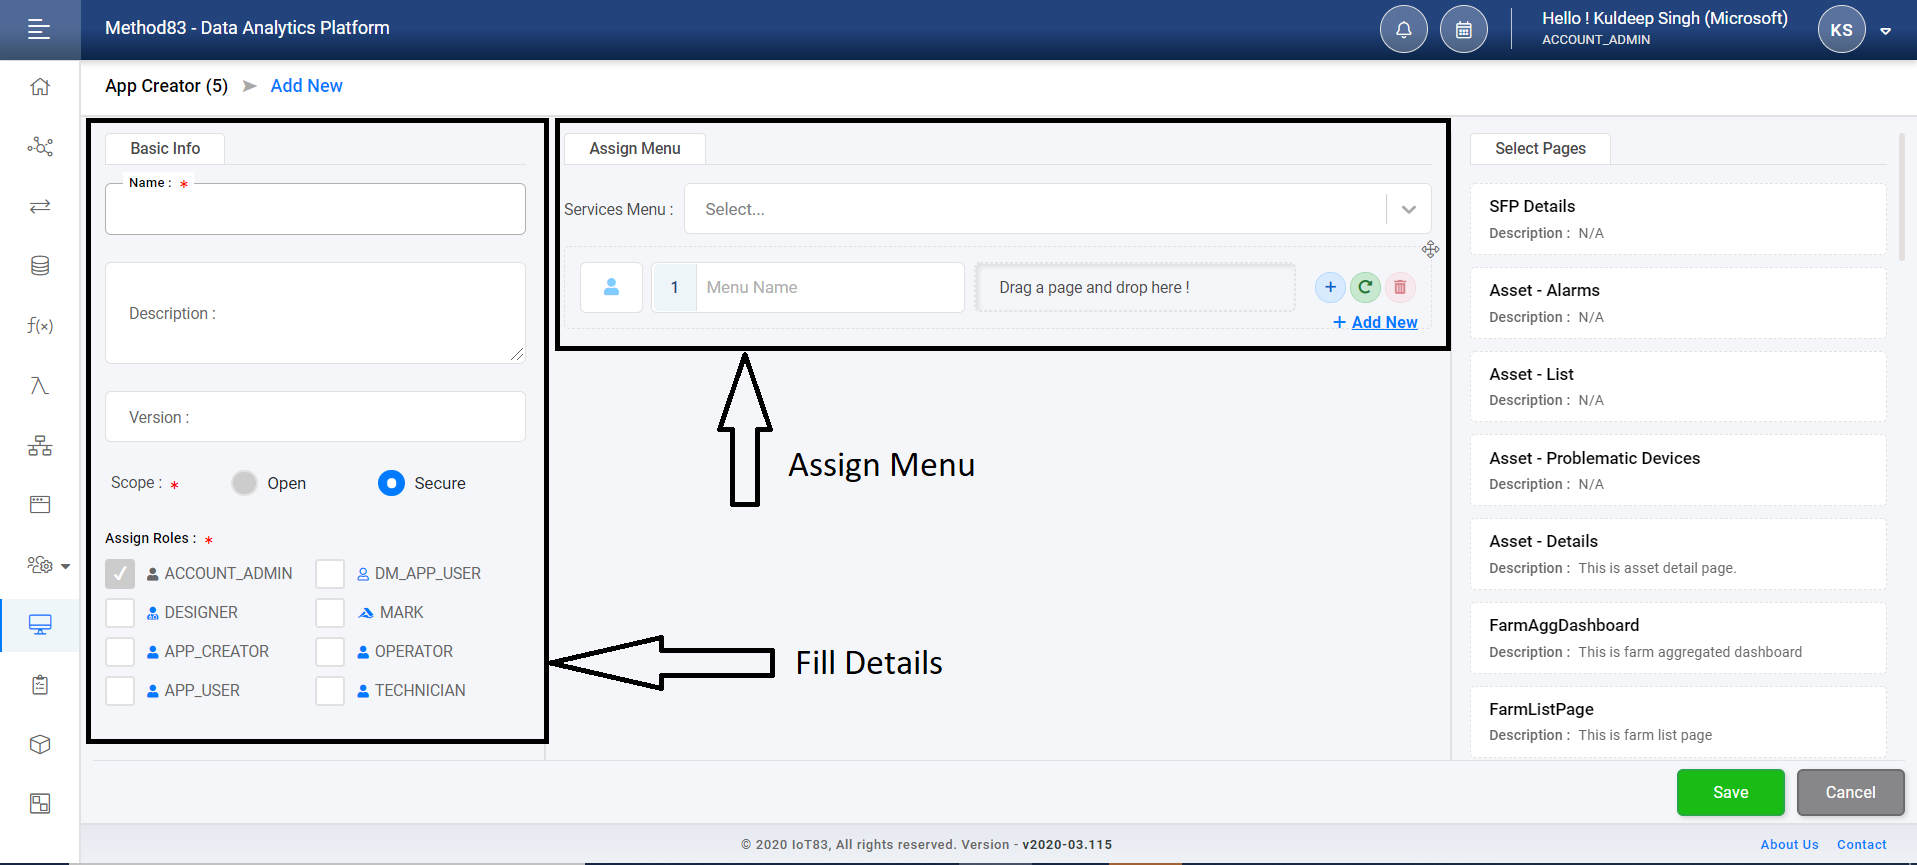 Method83 - Data Analytics Platform
Hello ! Kuldeep Singh (Microsoft)
ACCOUNT_ADMIN
KS
App Creator (5) ➤ Add New
Basic Info
Name : *
Description :
Version :
Scope : * Open Secure
Assign Roles : *
ACCOUNT_ADMIN DM_APP_USER
DESIGNER MARK
APP_CREATOR OPERATOR
APP_USER TECHNICIAN
Assign Menu
Services Menu : Select...
1 Menu Name Drag a page and drop here !
+ Add New
Assign Menu
Fill Details
Select Pages
SFP Details
Description : N/A
Asset - Alarms
Description : N/A
Asset - List
Description : N/A
Asset - Problematic Devices
Description : N/A
Asset - Details
Description : This is asset detail page.
FarmAggDashboard
Description : This is farm aggregated dashboard
FarmListPage
Description : This is farm list page
Save Cancel
© 2020 IoT83, All rights reserved. Version - v2020-03.115
About Us Contact
f(x)